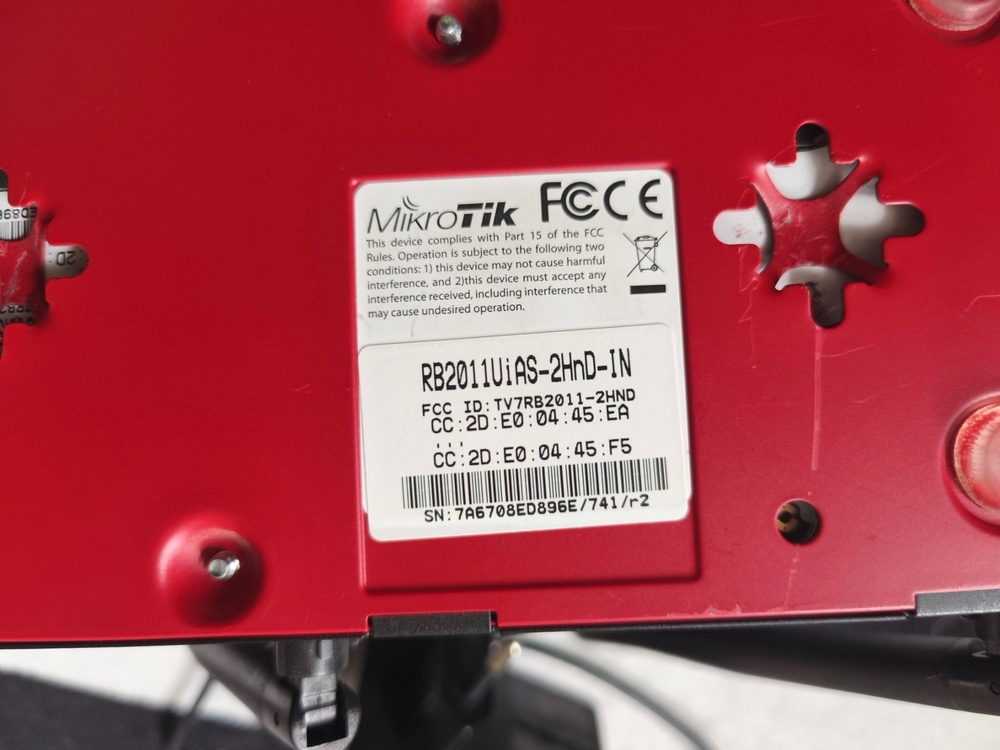 MikroTik FC CE
This device complies with Part 15 of the FCC
Rules. Operation is subject to the following two
conditions: 1) this device may not cause harmful
interference, and 2)this device must accept any
interference received, including interference that
may cause undesired operation.
RB2011UiAS-2HnD-IN
FCC ID:TV7RB2011-2HND
CC:2D:E0:04:45:EA
...
CC:2D:E0:04:45:F5
SN:7A6708ED896E/741/r2
ED896
2D: